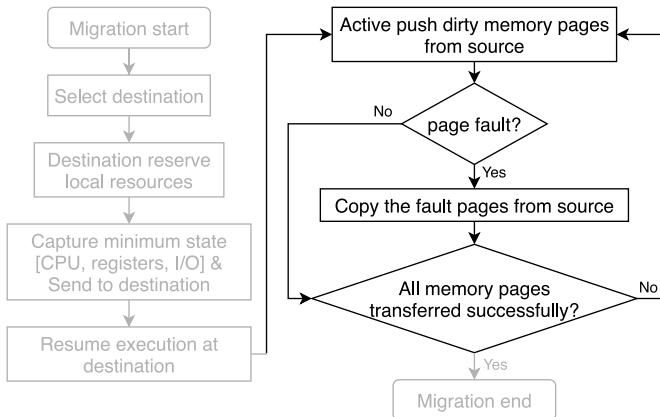 Migration start
Select destination
Destination reserve
local resources
Capture minimum state
[CPU, registers, I/O] &
Send to destination
Resume execution at
destination
Active push dirty memory pages
from source
No
page fault?
Yes
Copy the fault pages from source
All memory pages
transferred successfully?
No
Yes
Migration end